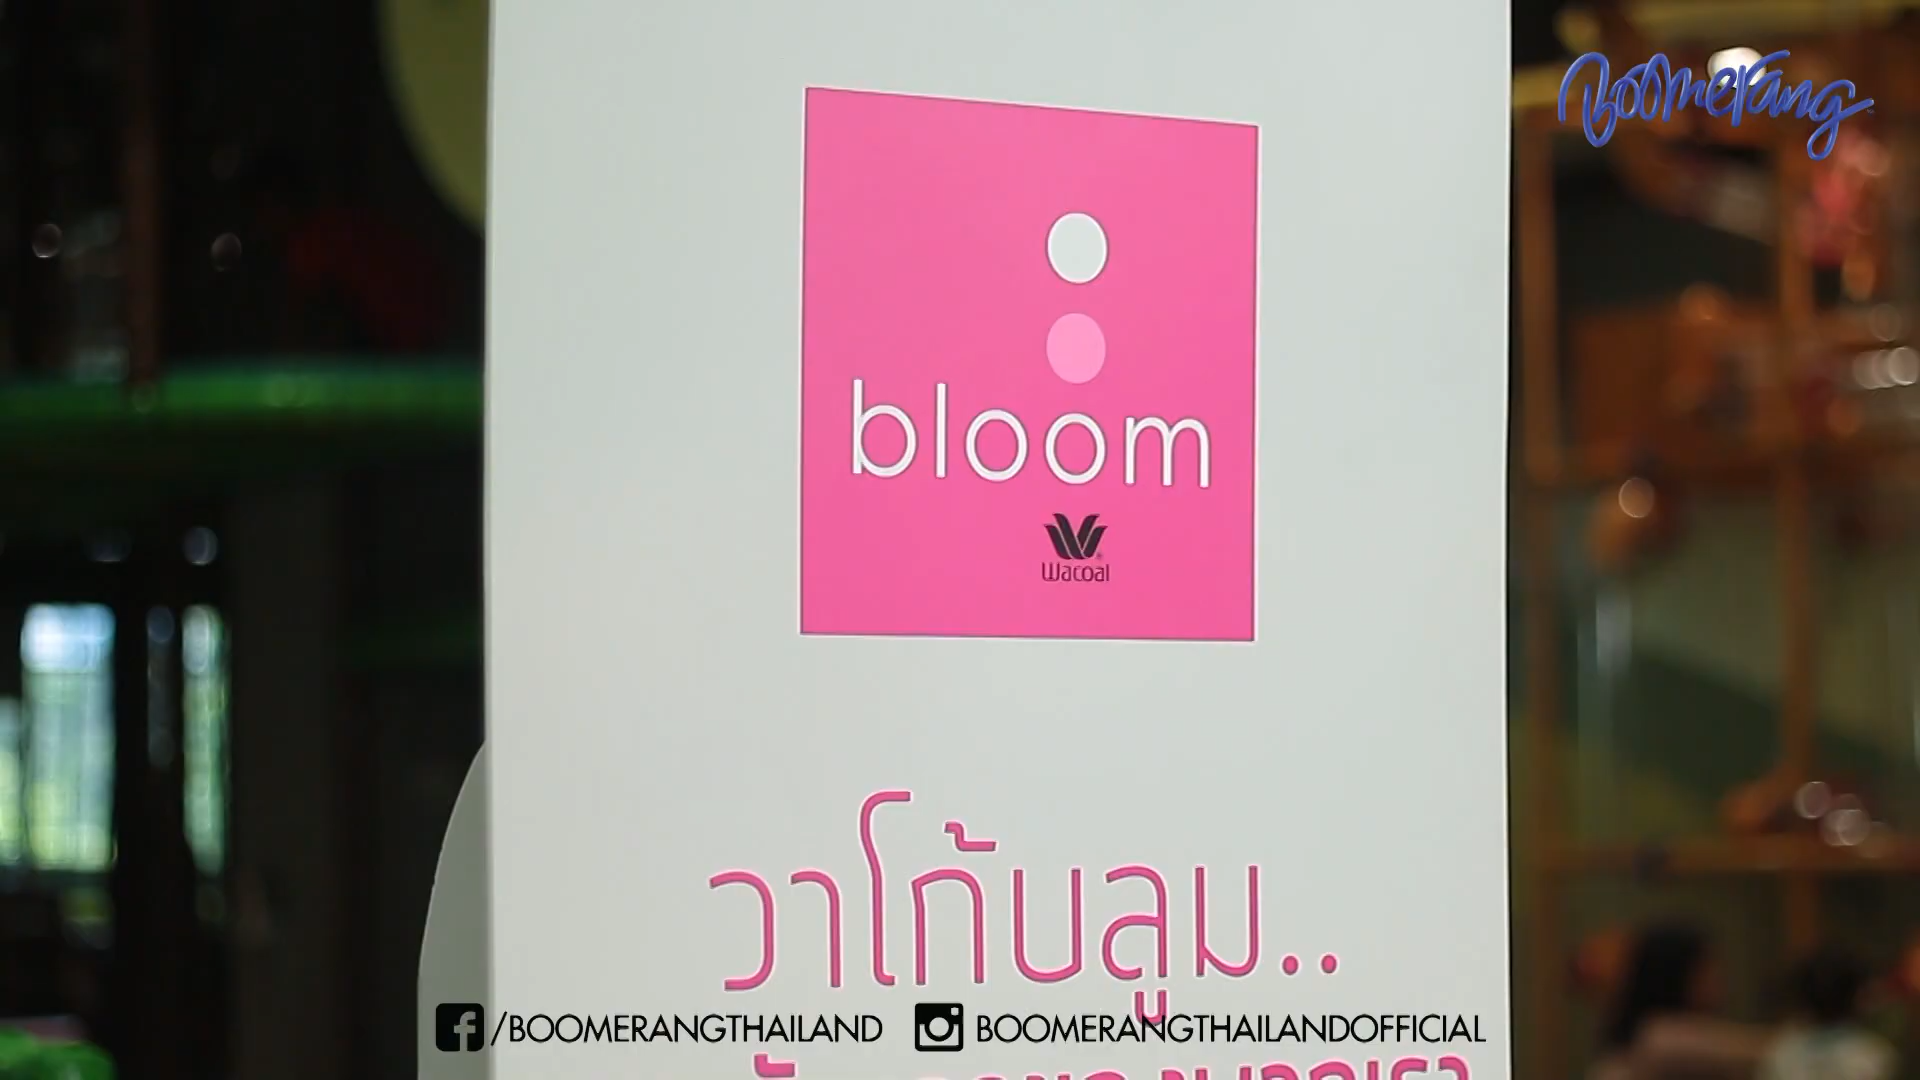 Boomerang
bloom
Wacoal
วาโก้บลูม..
/BOOMERANGTHAILAND BOOMERANGTHAILANDOFFICIAL